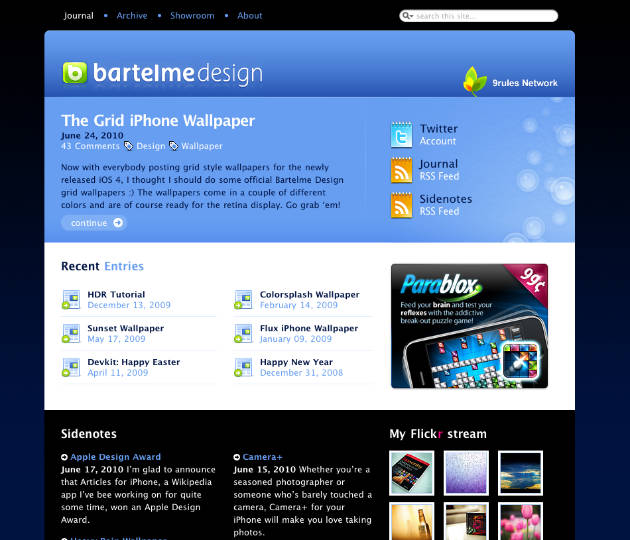 Journal • Archive • Showroom • About
search this site...
bartelmedesign
9rules Network
The Grid iPhone Wallpaper
June 24, 2010
43 Comments Design Wallpaper
Now with everybody posting grid style wallpapers for the newly
released iOS 4, I thought I should do some official Bartelme Design
grid wallpapers :) The wallpapers come in a couple of different
colors and are of course ready for the retina display. Go grab 'em!
continue
Twitter
Account
Journal
RSS Feed
Sidenotes
RSS Feed
Recent Entries
HDR Tutorial
December 13, 2009
Colorsplash Wallpaper
February 14, 2009
Sunset Wallpaper
May 17, 2009
Flux iPhone Wallpaper
January 09, 2009
Devkit: Happy Easter
April 11, 2009
Happy New Year
December 31, 2008
99¢
Parablox
Feed your brain and test your
reflexes with the addictive
break-out puzzle game!
Sidenotes
Apple Design Award
June 17, 2010 I'm glad to announce
that Articles for iPhone, a Wikipedia
app I've bee working on for quite
some time, won an Apple Design
Award.
Camera+
June 15, 2010 Whether you're a
seasoned photographer or
someone who's barely touched a
camera, Camera+ for your
iPhone will make you love taking
photos.
My Flickr stream